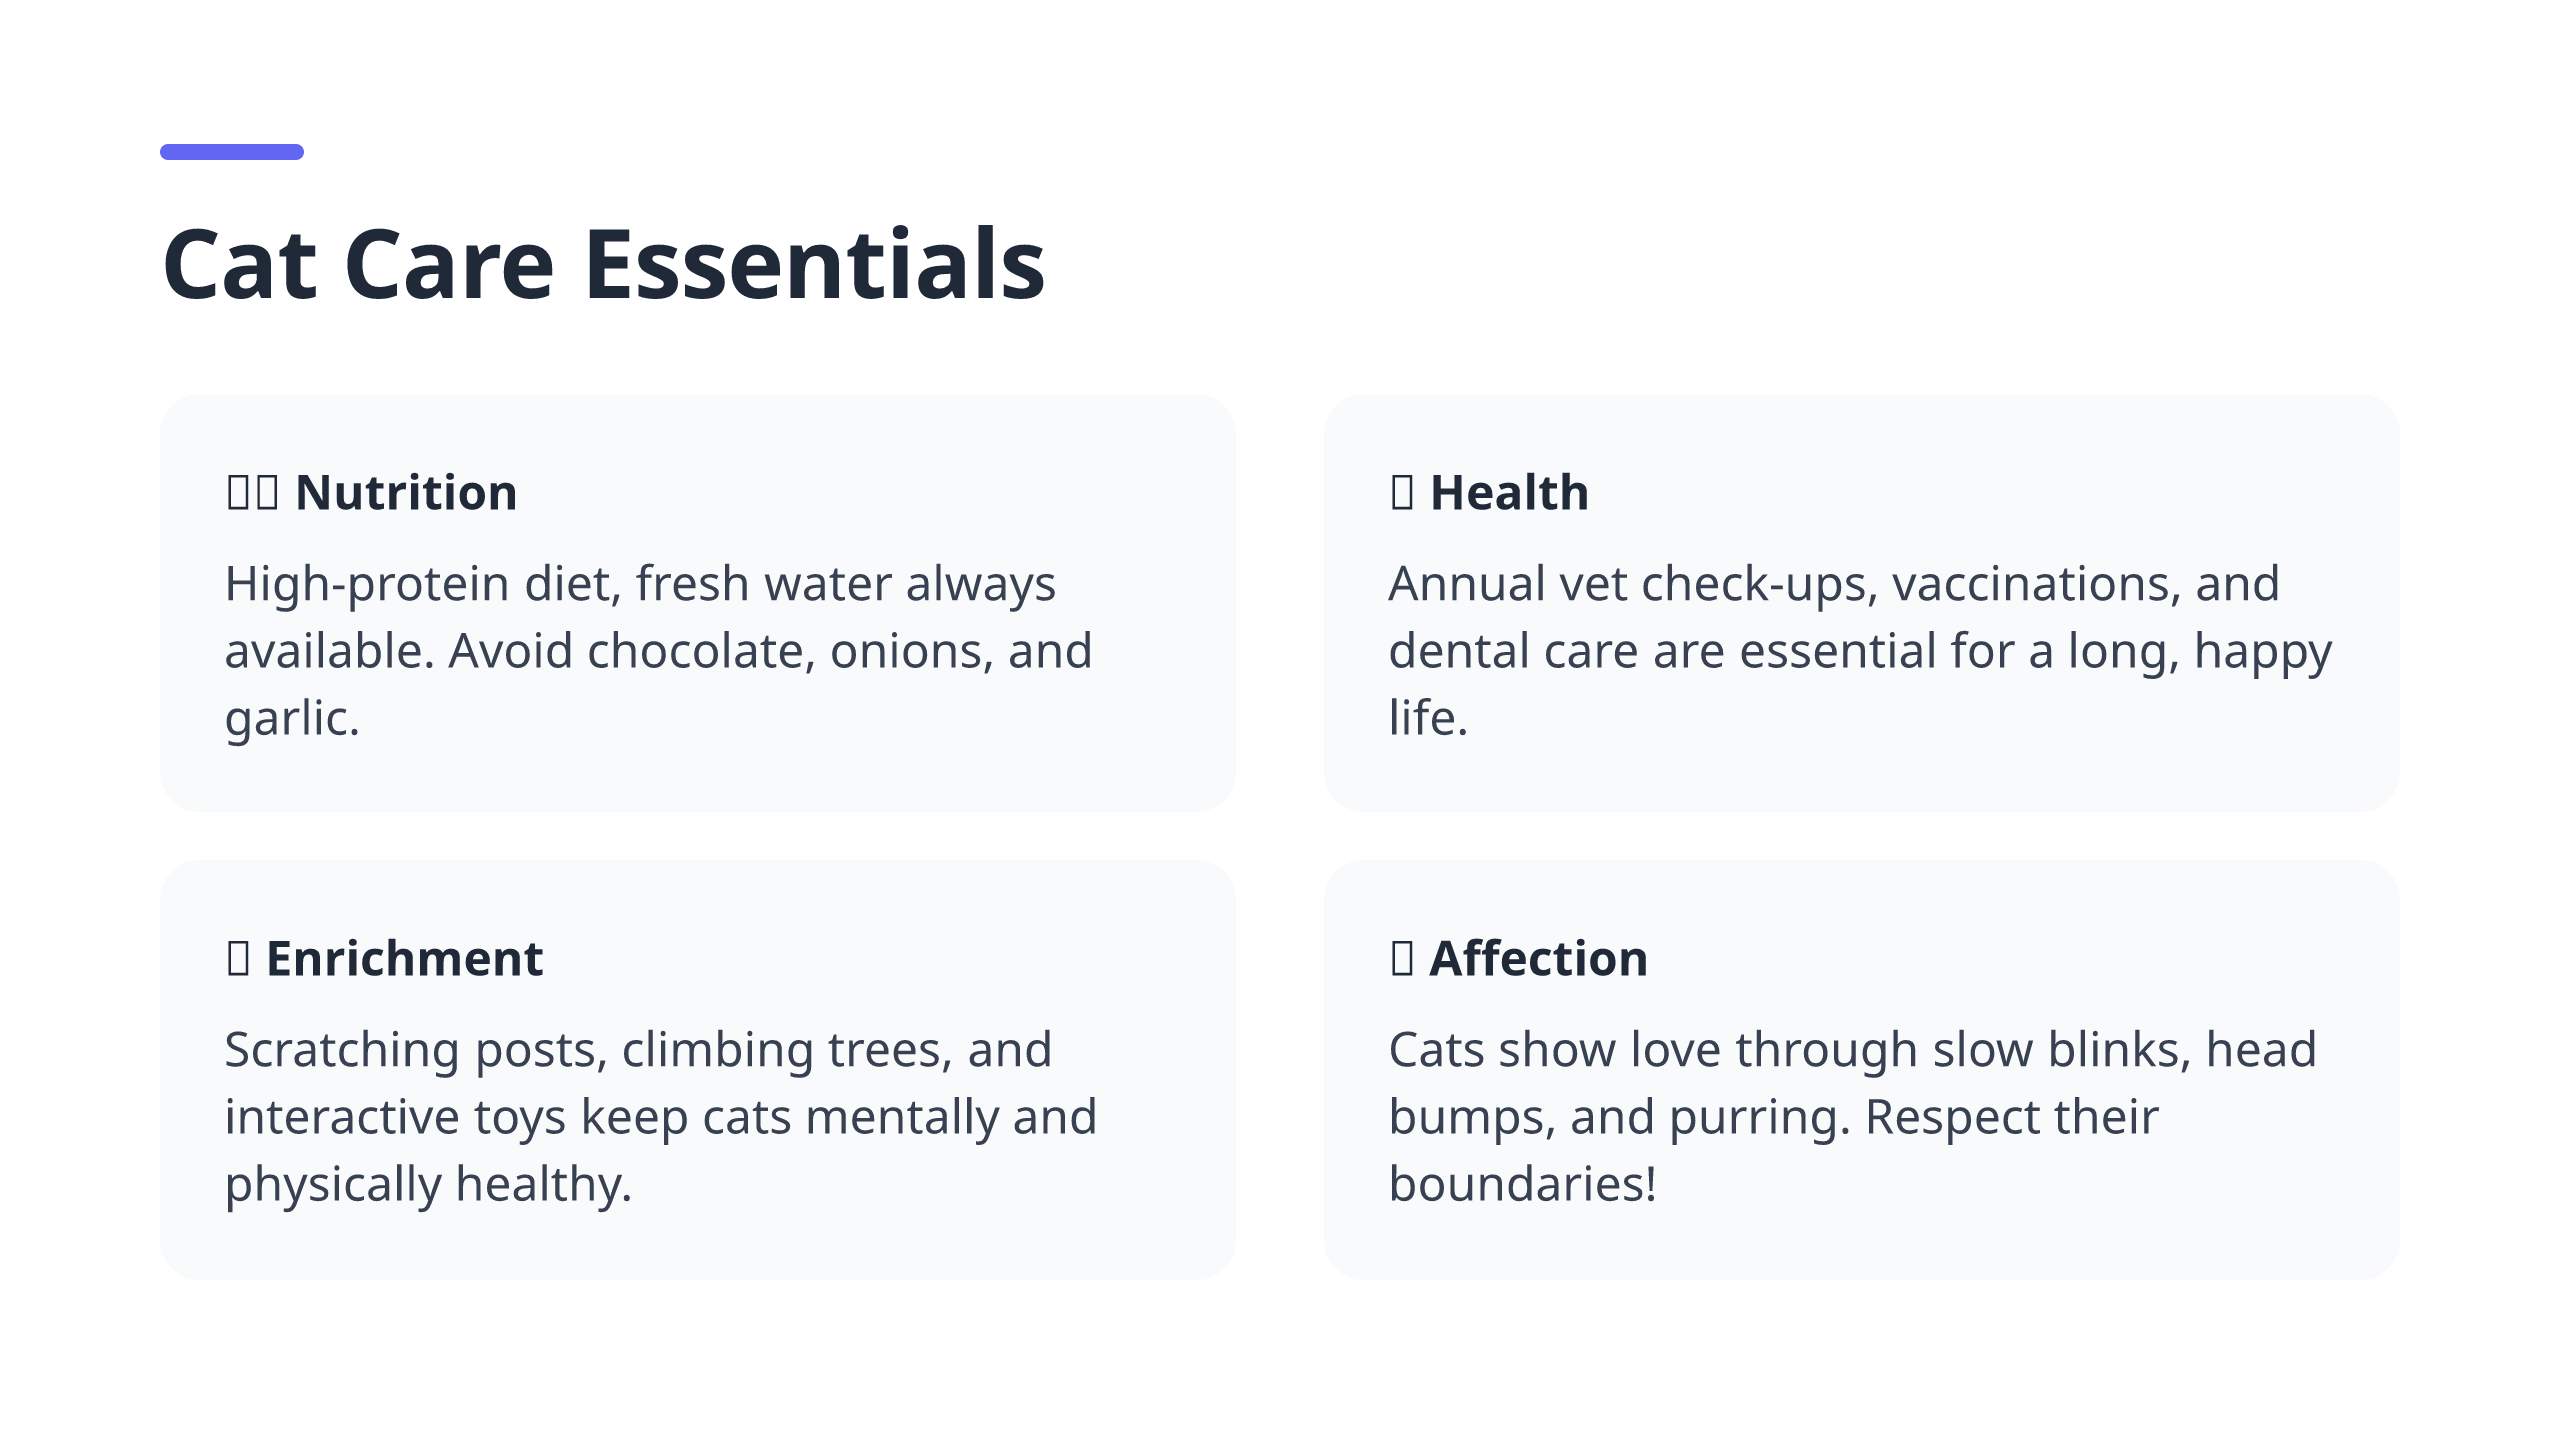 Cat Care Essentials
Nutrition
High-protein diet, fresh water always
available. Avoid chocolate, onions, and
garlic.
Health
Annual vet check-ups, vaccinations, and
dental care are essential for a long, happy
life.
Enrichment
Scratching posts, climbing trees, and
interactive toys keep cats mentally and
physically healthy.
Affection
Cats show love through slow blinks, head
bumps, and purring. Respect their
boundaries!